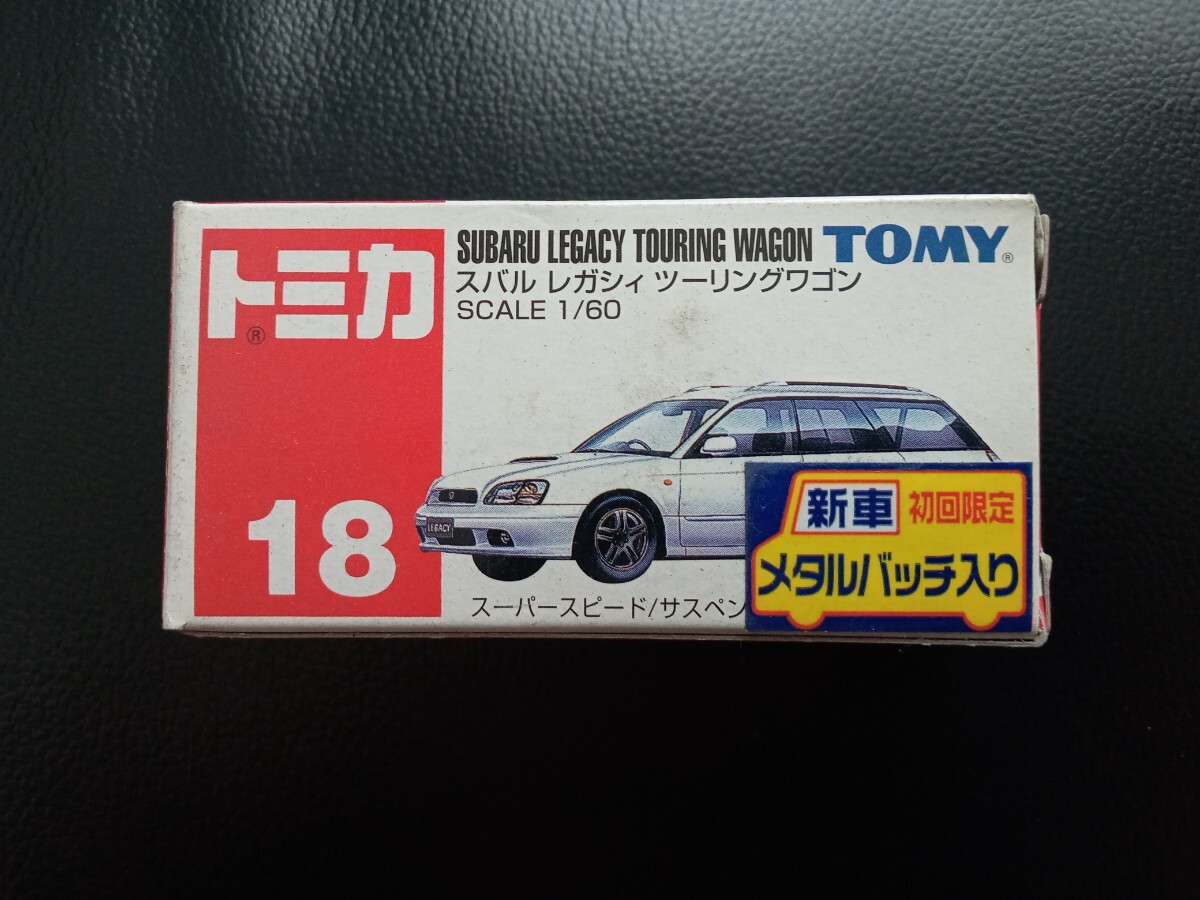 トミカ
®
18
SUBARU LEGACY TOURING WAGON
TOMY®
スバル レガシィ ツーリングワゴン
SCALE 1/60
LEGACY
スーパースピード/サスペン
新車 初回限定
メタルバッチ入り